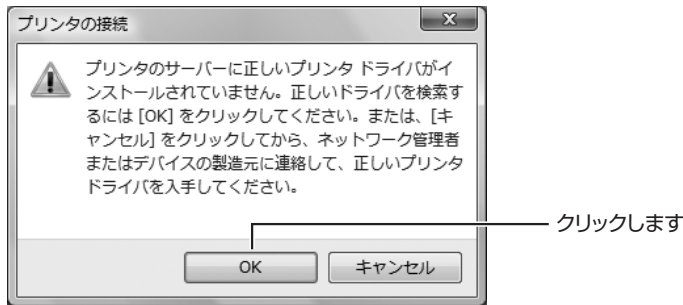 プリンタの接続
プリンタのサーバーに正しいプリンタ ドライバがイ
ンストールされていません。正しいドライバを検索す
るには [OK] をクリックしてください。または、[キ
ャンセル] をクリックしてから、ネットワーク管理者
またはデバイスの製造元に連絡して、正しいプリンタ
ドライバを入手してください。
クリックします
OK
キャンセル